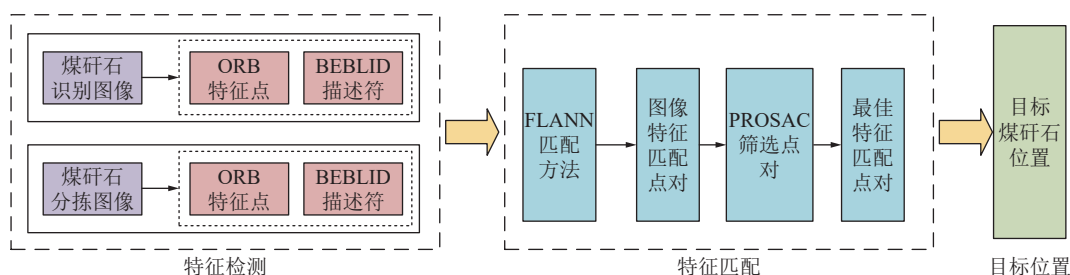 煤矸石
识别图像
ORB
特征点
BEBLID
描述符
煤矸石
分拣图像
ORB
特征点
BEBLID
描述符
特征检测
FLANN
匹配
方法
图像
特征
匹配
点对
PROSAC
筛选点
对
最佳
特征
匹配
点对
特征匹配
目标
煤矸石
位置
目标位置